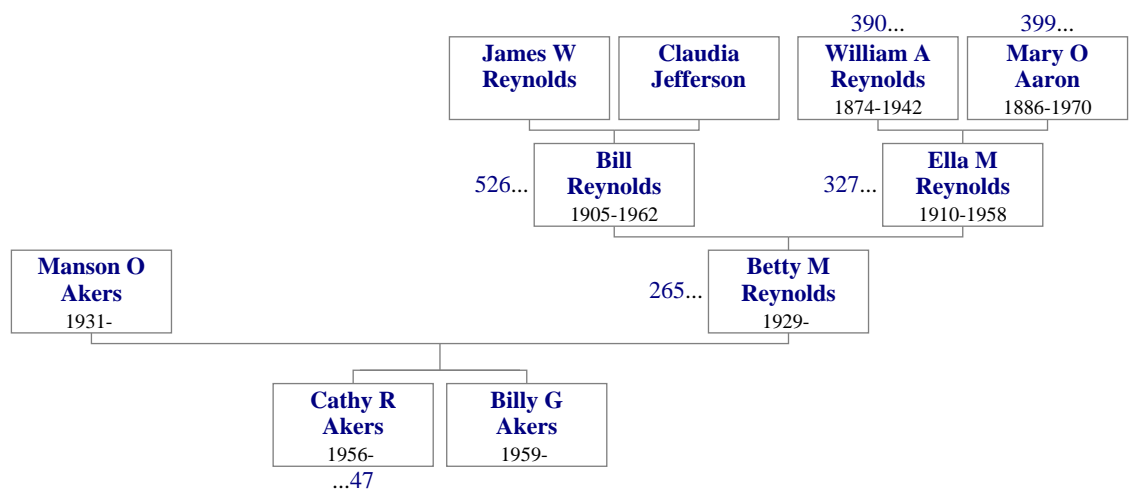 390...
399...
James W
Reynolds
Claudia
Jefferson
William A
Reynolds
1874-1942
Mary O
Aaron
1886-1970
526...
Bill
Reynolds
1905-1962
327...
Ella M
Reynolds
1910-1958
Manson O
Akers
1931-
265...
Betty M
Reynolds
1929-
Cathy R
Akers
1956-
...47
Billy G
Akers
1959-